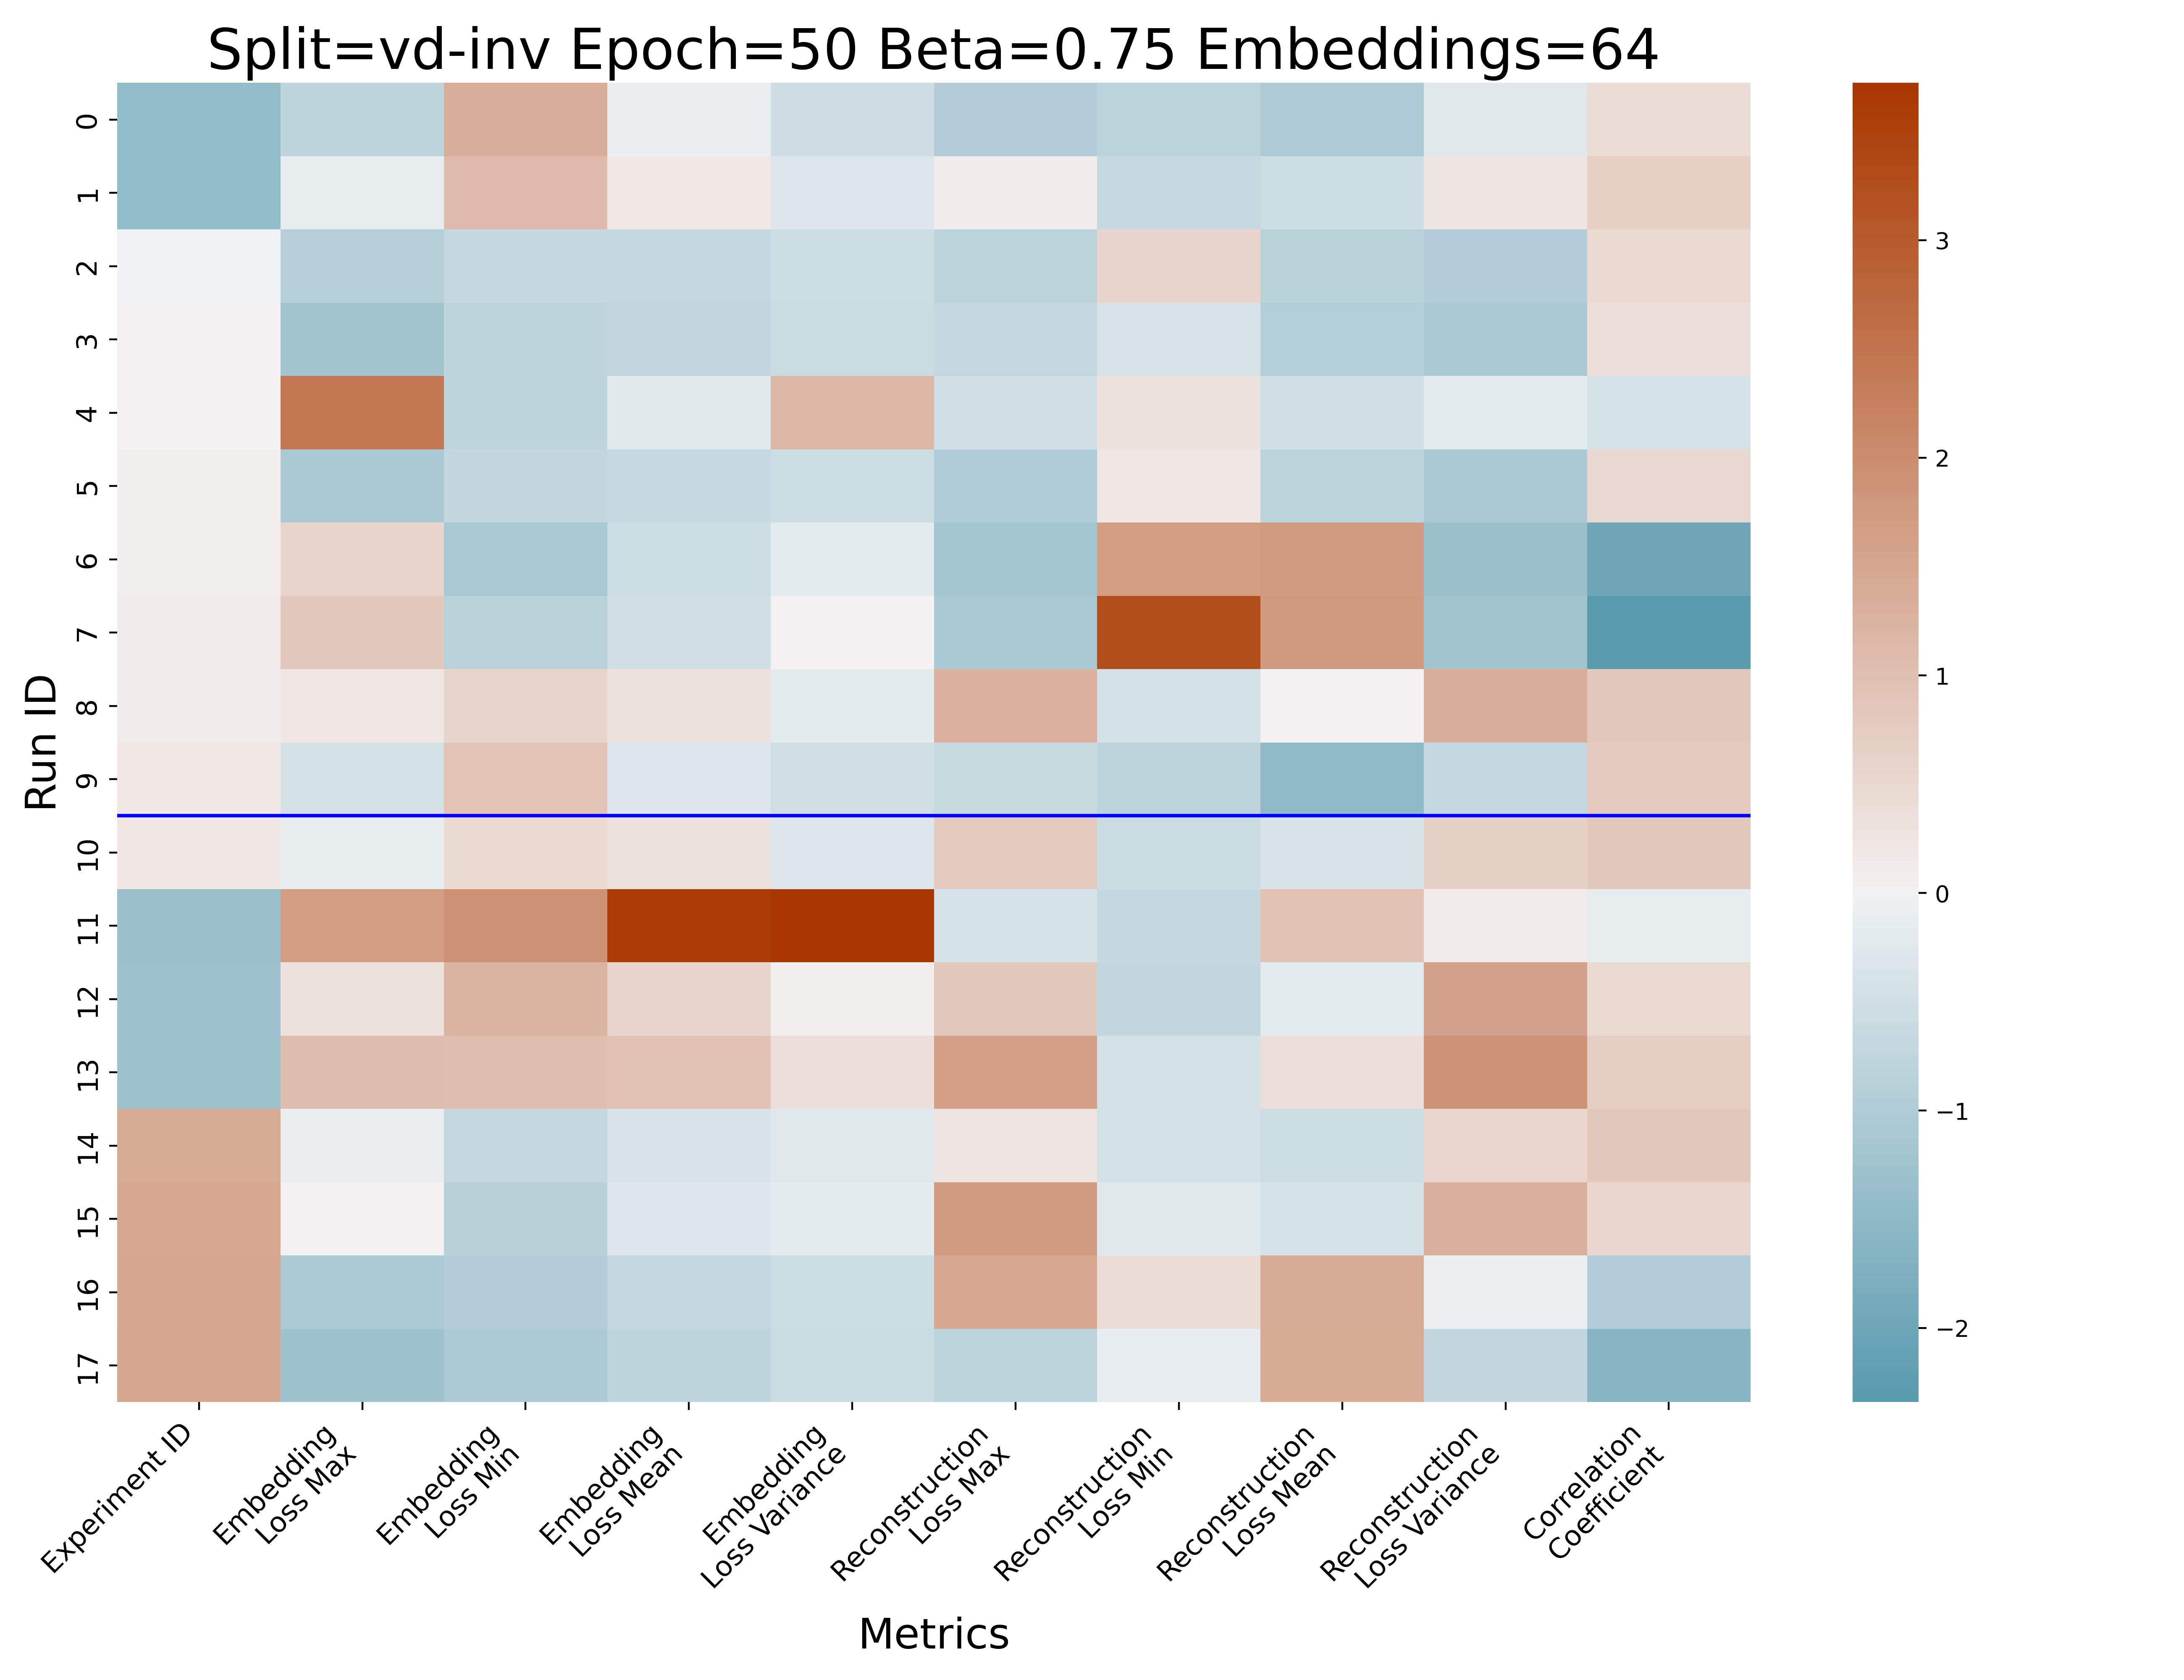 Split=vd-inv Epoch=50 Beta=0.75 Embeddings=64
Run ID
0
1
2
3
4
5
6
7
8
9
10
11
12
13
14
15
16
17
Experiment ID
Embedding
Loss Max
Embedding
Loss Min
Embedding
Loss Mean
Embedding
Loss Variance
Reconstruction
Loss Max
Reconstruction
Loss Min
Reconstruction
Loss Mean
Reconstruction
Loss Variance
Correlation
Coefficient
Metrics
3
2
1
0
−1
−2